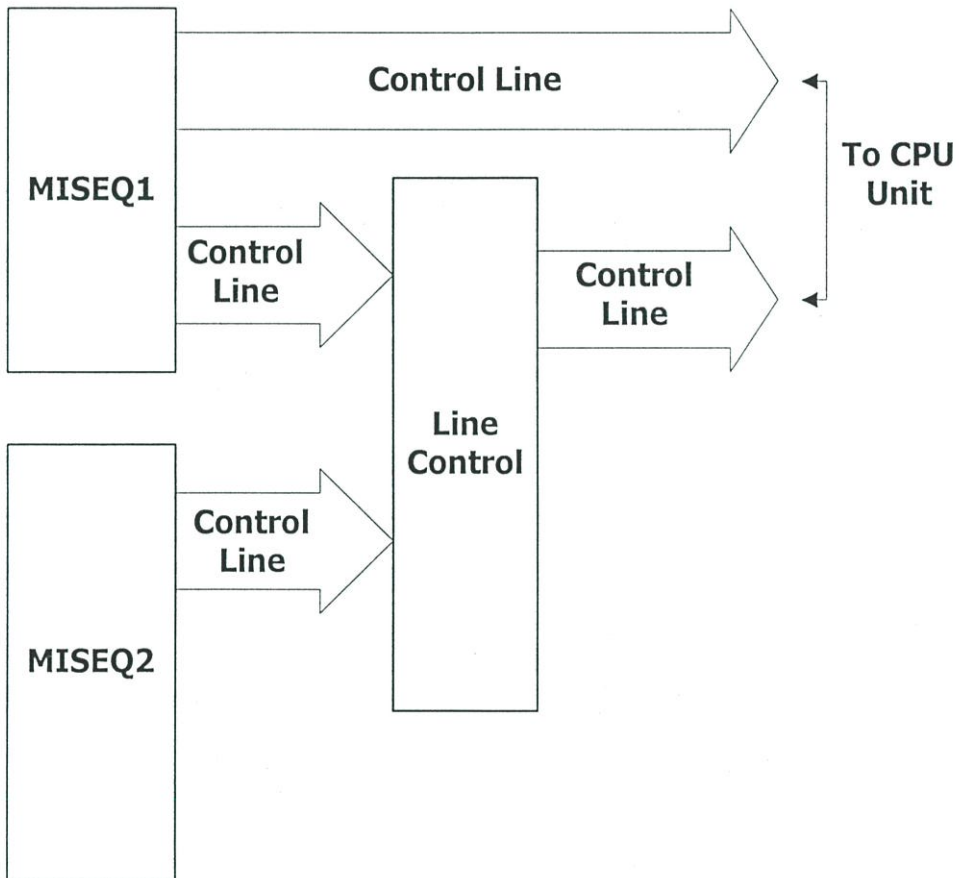 Control Line
MISEQ1
To CPU
Unit
Control
Line
Control
Line
Line
Control
Control
Line
MISEQ2